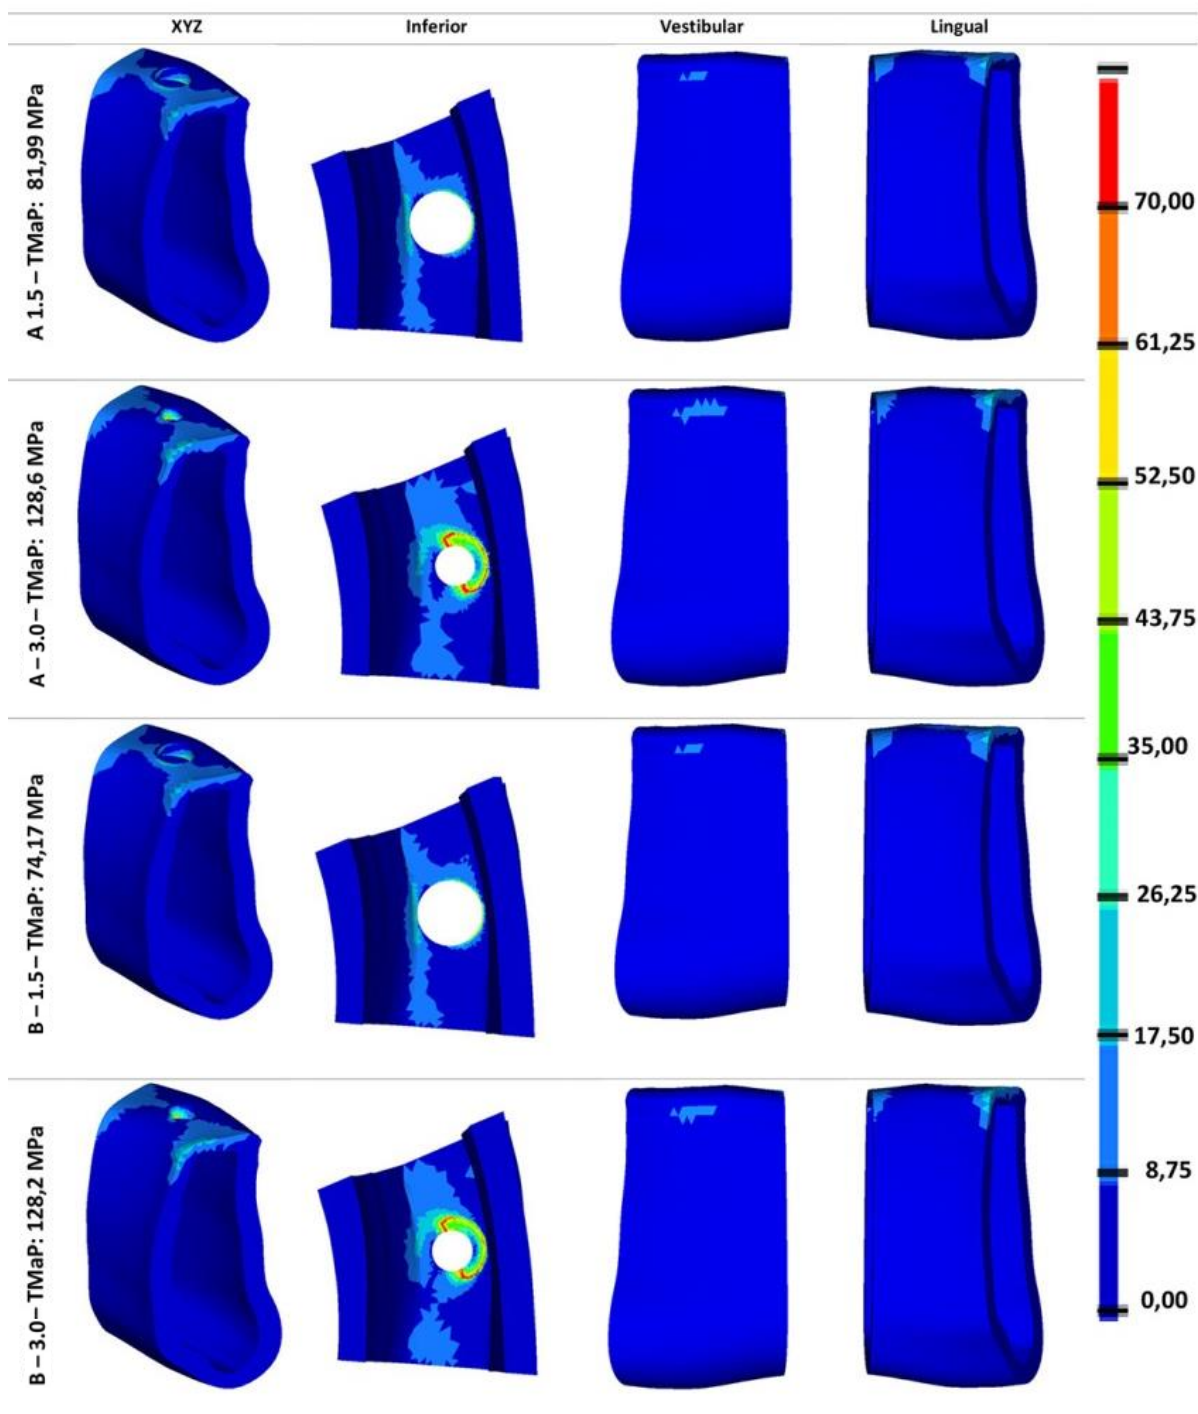 XYZ
Inferior
Vestibular
Lingual
A 1.5 – TMaP: 81,99 MPa
A – 3.0 – TMaP: 128,6 MPa
B – 1.5 – TMaP: 74,17 MPa
B – 3.0 – TMaP: 128,2 MPa
70,00
61,25
52,50
43,75
35,00
26,25
17,50
8,75
0,00